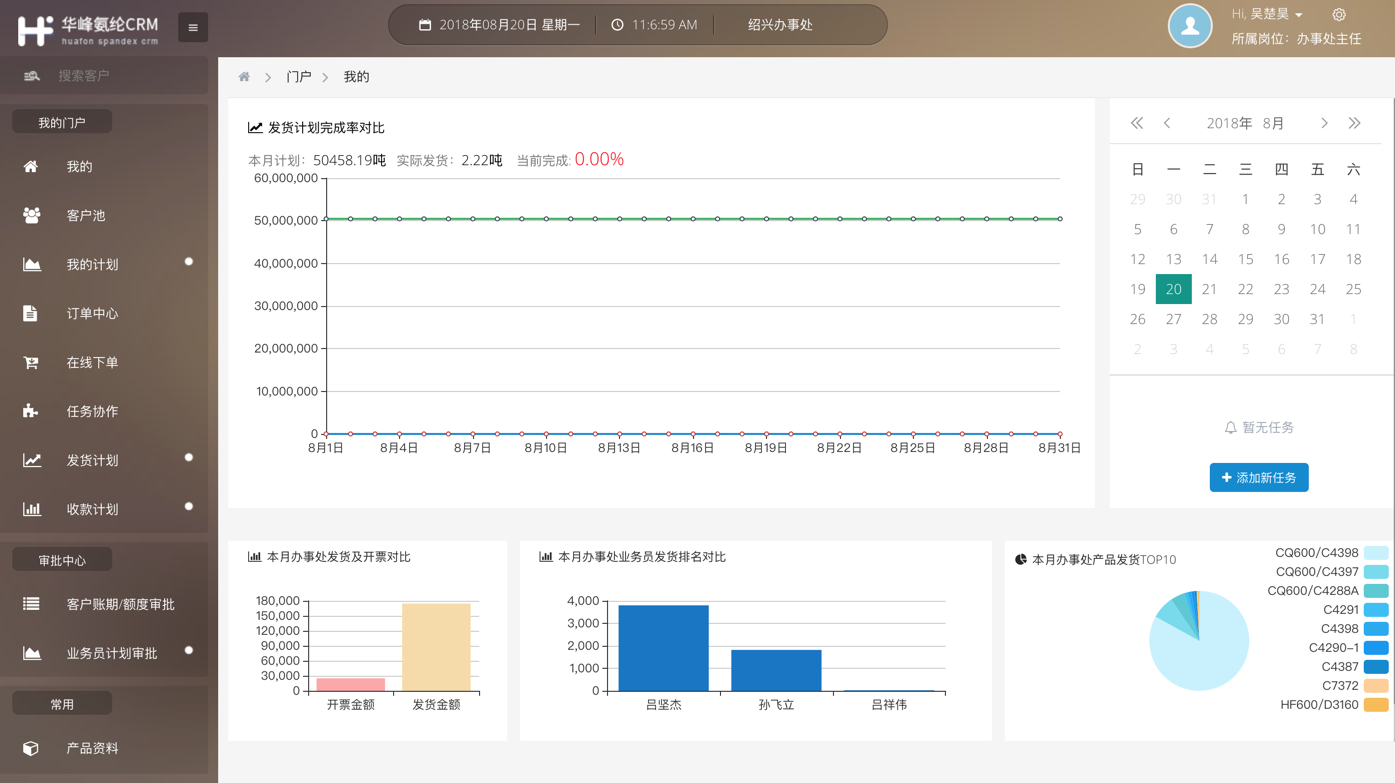 华峰氨纶CRM
huafon spandex crm
2018年08月20日 星期一
11:6:59 AM
绍兴办事处
Hi, 吴楚昊
所属岗位：办事处主任
搜索客户
我的门户
我的
客户池
我的计划
订单中心
在线下单
任务协作
发货计划
收款计划
审批中心
客户账期/额度审批
业务员计划审批
常用
产品资料
门户
我的
发货计划完成率对比
本月计划：50458.19吨 实际发货：2.22吨 当前完成: 0.00%
60,000,000
50,000,000
40,000,000
30,000,000
20,000,000
10,000,000
0
8月1日 8月4日 8月7日 8月10日 8月13日 8月16日 8月19日 8月22日 8月25日 8月28日 8月31日
2018年 8月
日 一 二 三 四 五 六
29 30 31 1 2 3 4
5 6 7 8 9 10 11
12 13 14 15 16 17 18
19 20 21 22 23 24 25
26 27 28 29 30 31 1
2 3 4 5 6 7 8
暂无任务
添加新任务
本月办事处发货及开票对比
180,000
150,000
120,000
90,000
60,000
30,000
0
开票金额 发货金额
本月办事处业务员发货排名对比
4,000
3,000
2,000
1,000
0
吕坚杰 孙飞立 吕祥伟
本月办事处产品发货TOP10
CQ600/C4398
CQ600/C4397
CQ600/C4288A
C4291
C4398
C4290-1
C4387
C7372
HF600/D3160